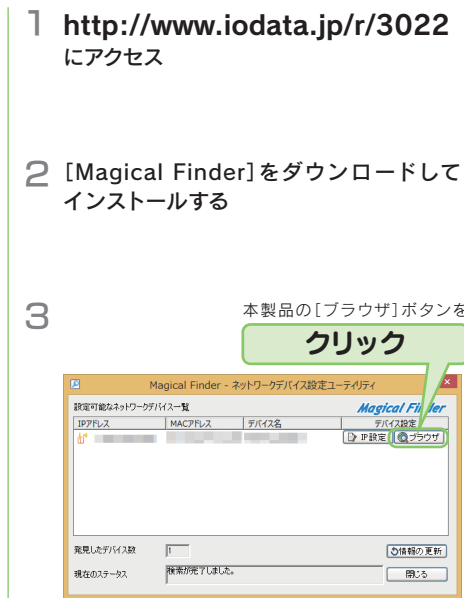 1 http://www.iodata.jp/r/3022
にアクセス
2 [Magical Finder]をダウンロードして
インストールする
3
本製品の[ブラウザ]ボタンを
クリック
Magical Finder - ネットワークデバイス設定ユーティリティ
設定可能なネットワークデバイス一覧
Magical Finder
IPアドレス MACアドレス デバイス名 デバイス設定
IP設定 ブラウザ
発見したデバイス数 1 情報の更新
現在のステータス 検索が完了しました。 閉じる